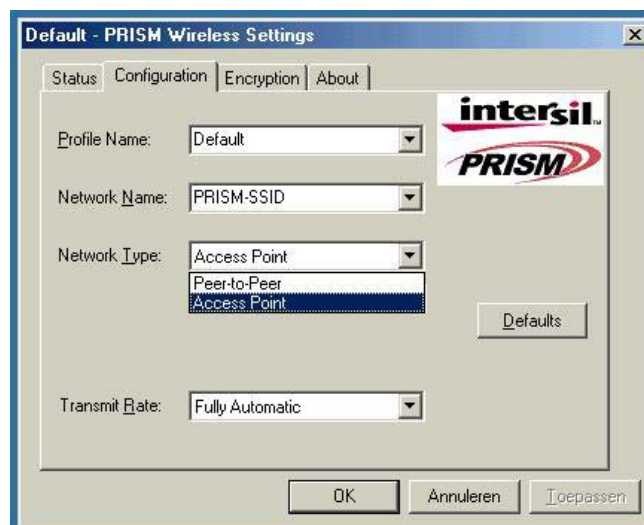 Default - PRISM Wireless Settings
Status Configuration Encryption About
intersil
PRISM
Profile Name: Default
Network Name: PRISM-SSID
Network Type: Access Point
Peer-to-Peer
Access Point
Defaults
Transmit Rate: Fully Automatic
OK Annuleren Toepassen